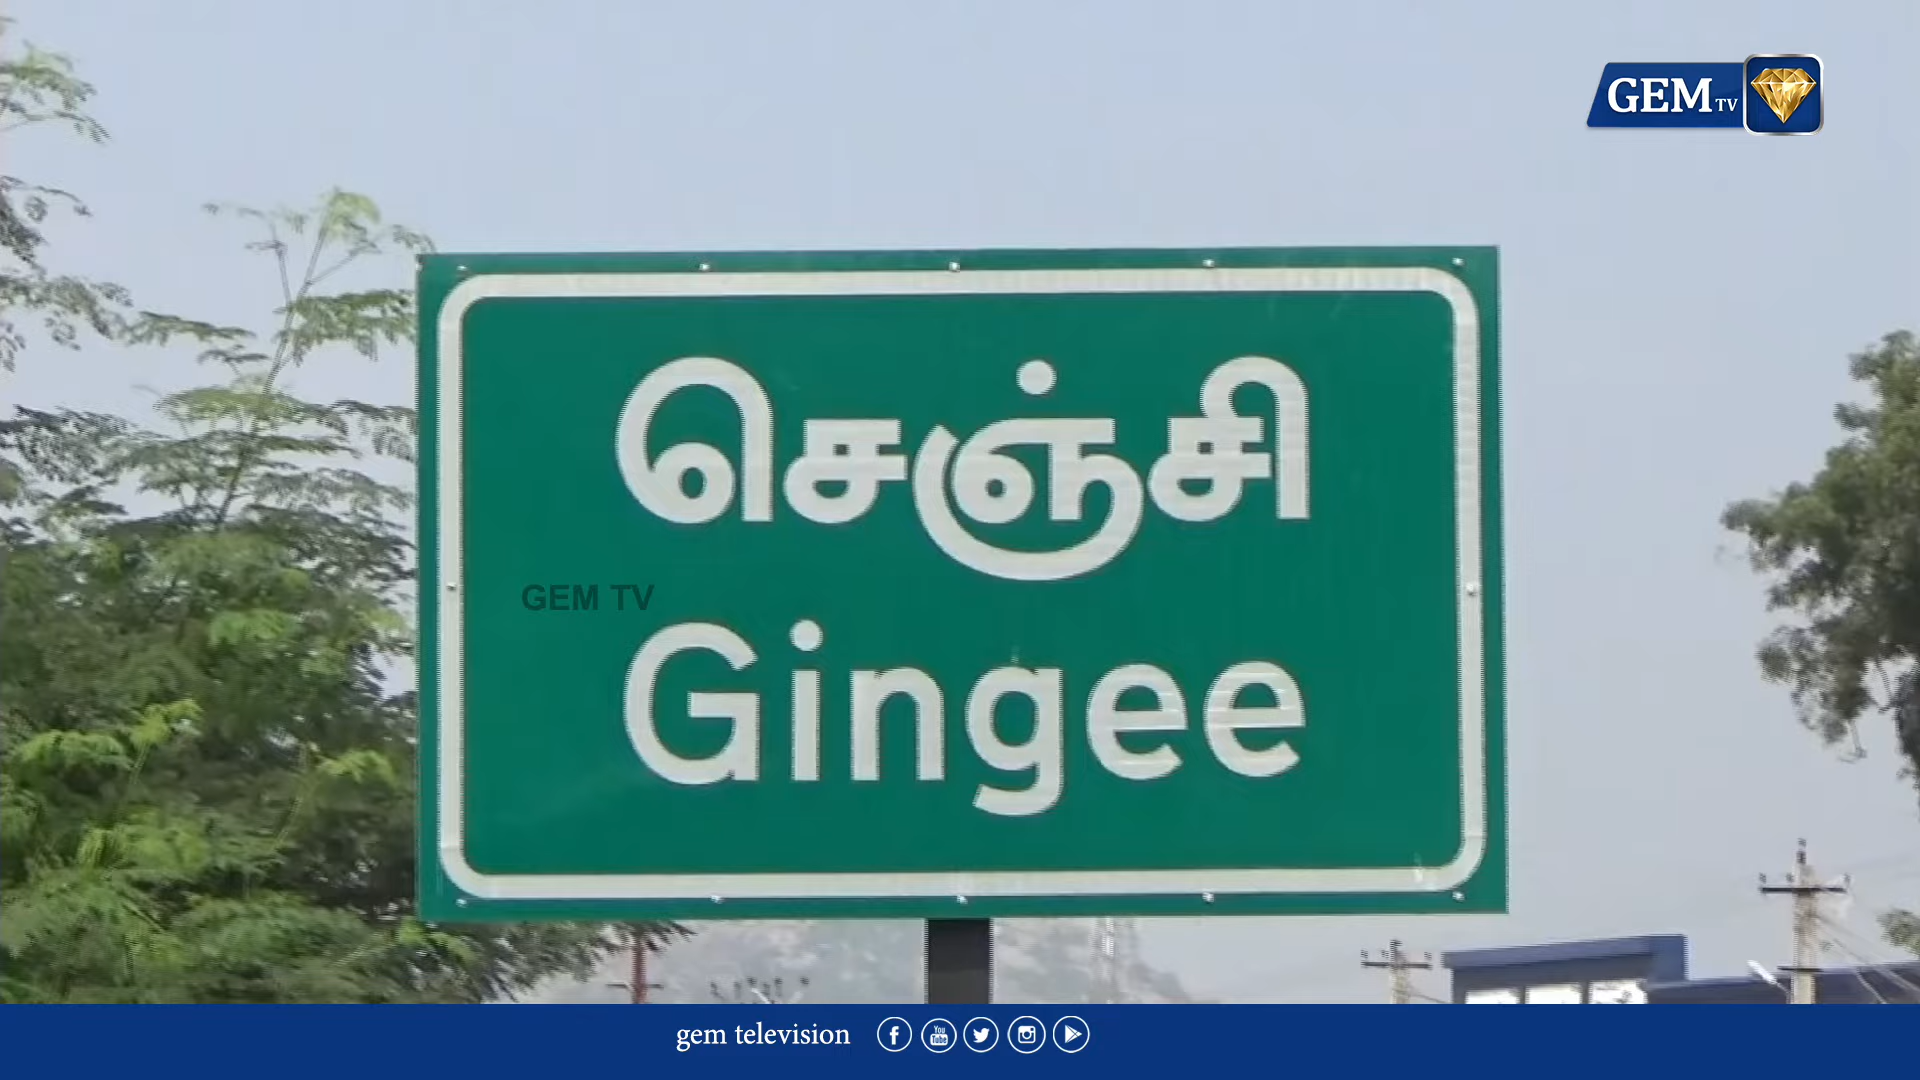 GEM TV
செஞ்சி
GEM TV
Gingee
gem television